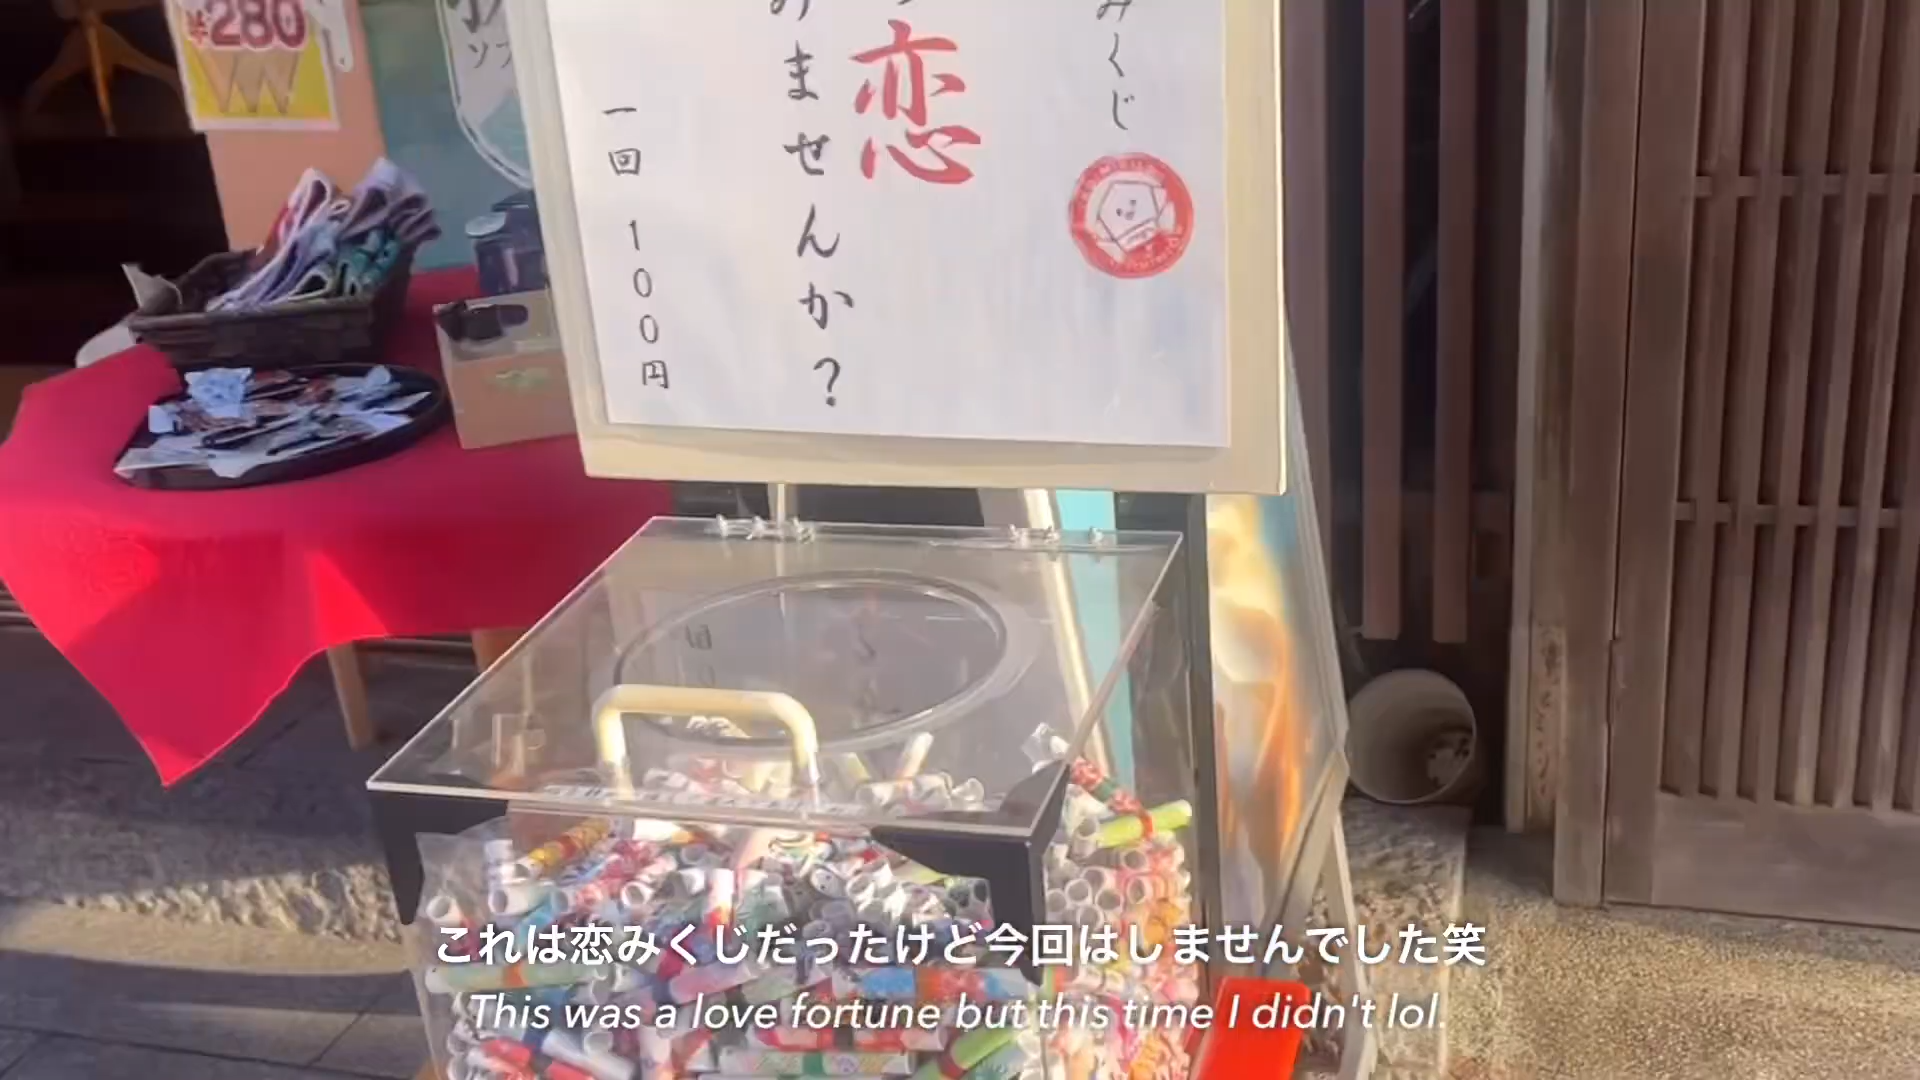 ¥280
W
みくじ
恋
みませんか?
一回 100円
これは恋みくじだったけど今回はしませんでした笑
This was a love fortune but this time I didn't lol.